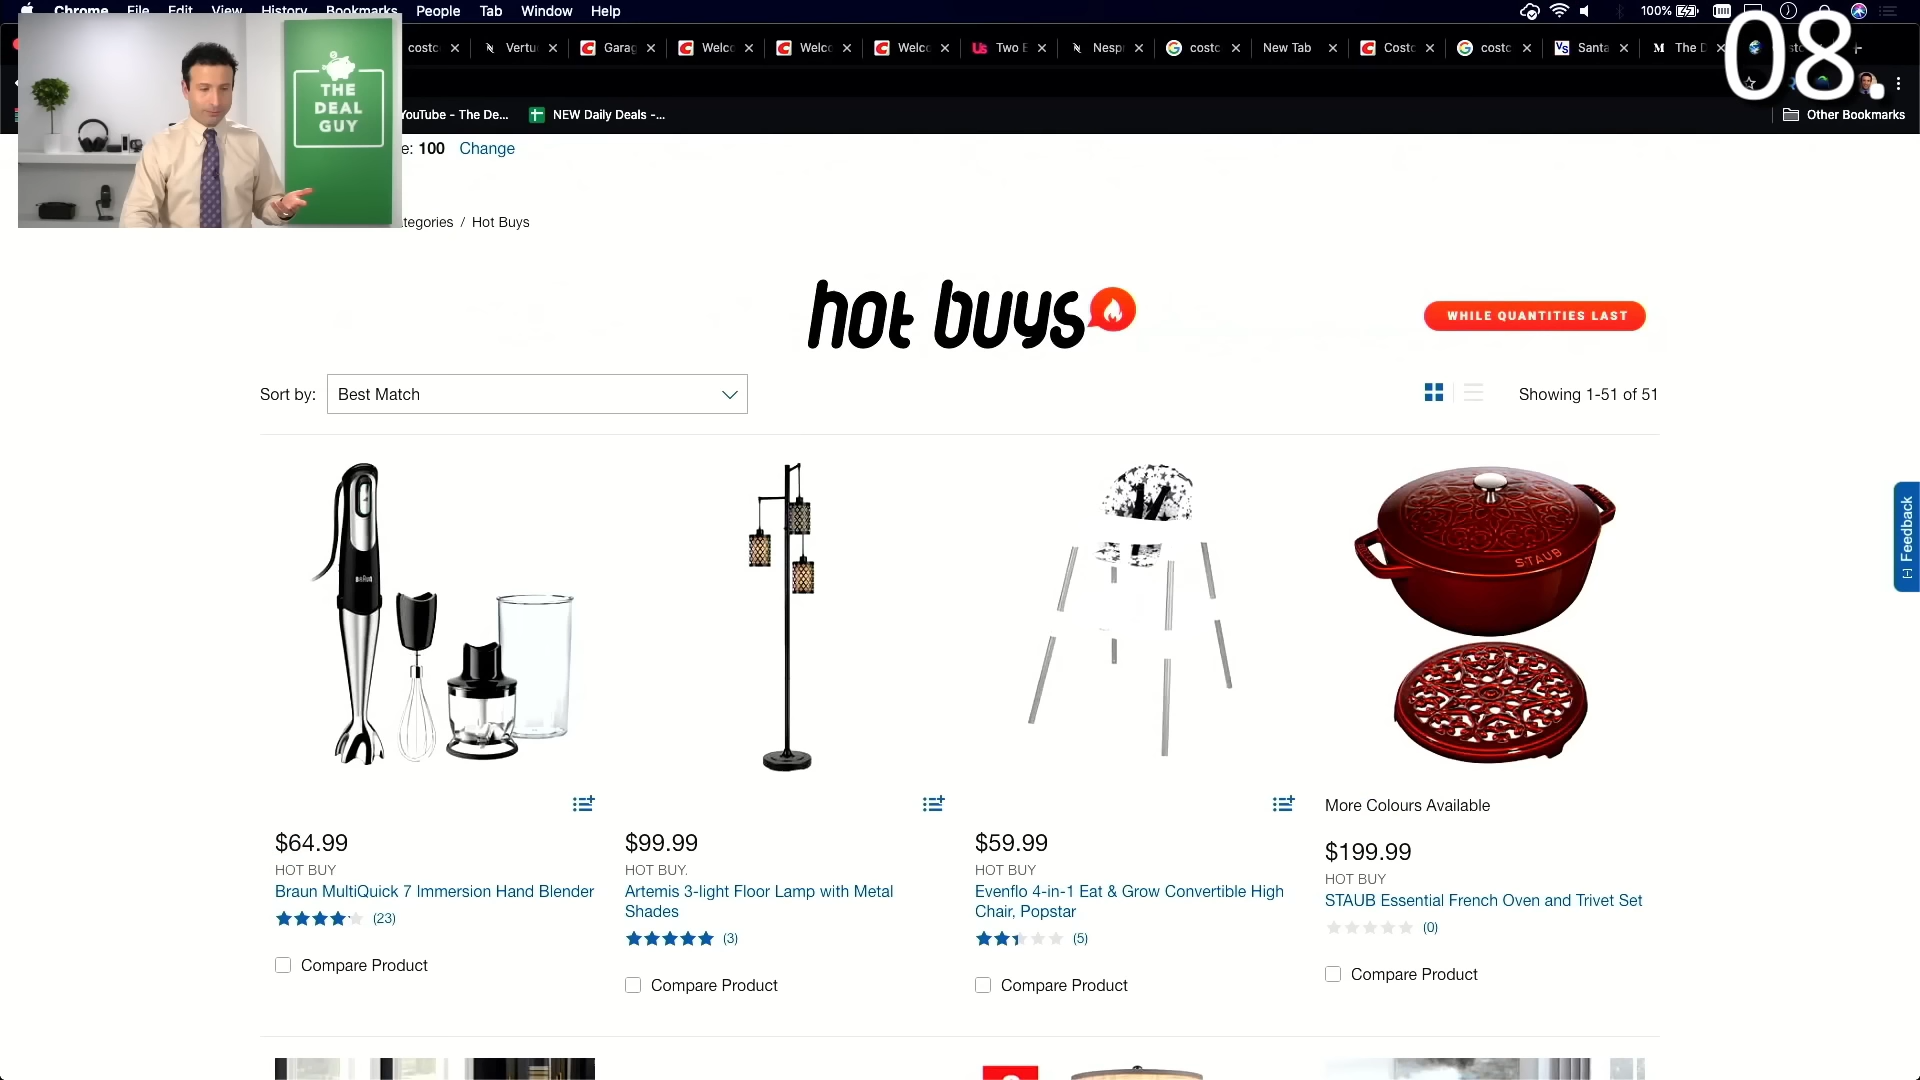 Chrome File Edit View History Bookmarks People Tab Window Help
100%
08.
costc Vertu Garag Welco Welco Welco Two E Nespr costc New Tab Costc costc Santa The D
YouTube - The De... NEW Daily Deals -... Other Bookmarks
THE
DEAL
GUY
e: 100 Change
tegories / Hot Buys
hot buys
WHILE QUANTITIES LAST
Sort by: Best Match
Showing 1-51 of 51
BRAUN
STAUB
[-] Feedback
$64.99
HOT BUY
Braun MultiQuick 7 Immersion Hand Blender
(23)
Compare Product
$99.99
HOT BUY.
Artemis 3-light Floor Lamp with Metal
Shades
(3)
Compare Product
$59.99
HOT BUY
Evenflo 4-in-1 Eat & Grow Convertible High
Chair, Popstar
(5)
Compare Product
More Colours Available
$199.99
HOT BUY
STAUB Essential French Oven and Trivet Set
(0)
Compare Product